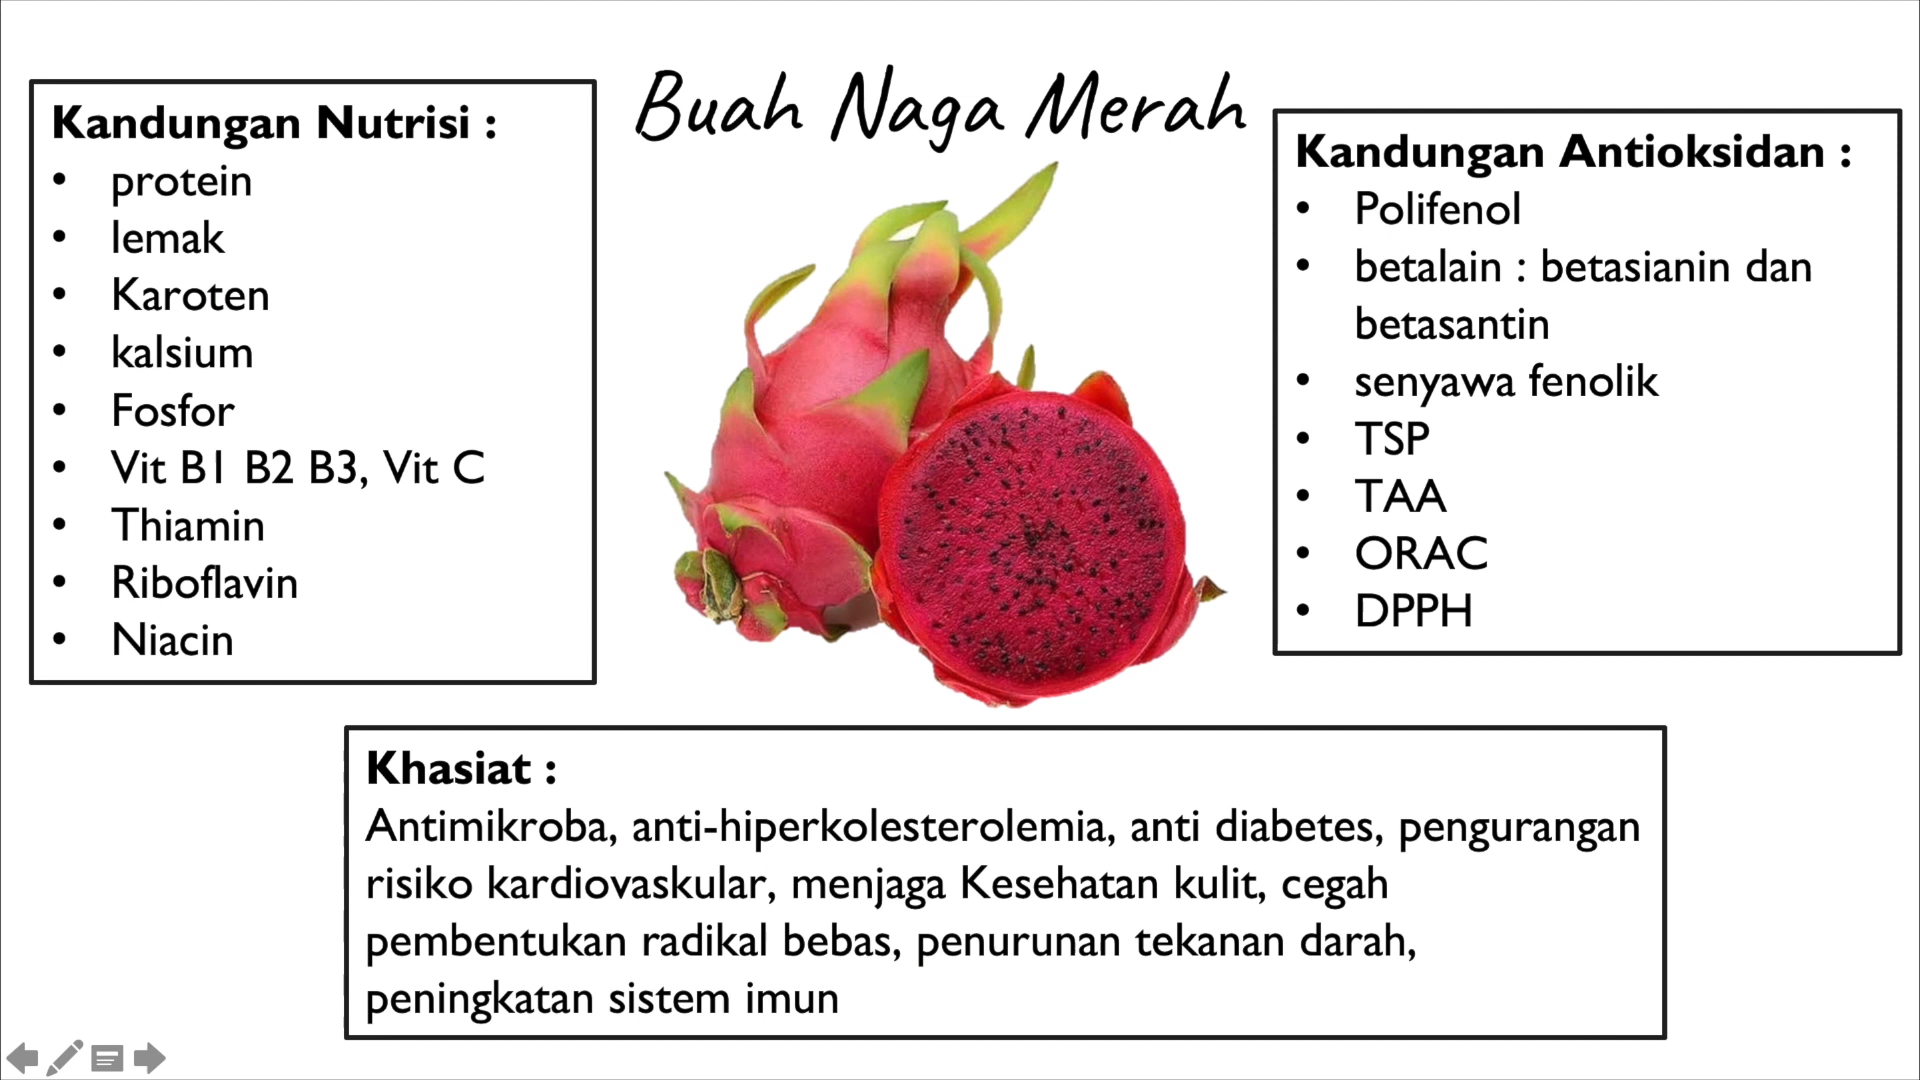 Buah Naga Merah
Kandungan Nutrisi :
• protein
• lemak
• Karoten
• kalsium
• Fosfor
• Vit B1 B2 B3, Vit C
• Thiamin
• Riboflavin
• Niacin
Kandungan Antioksidan :
• Polifenol
• betalain : betasianin dan
betasantin
• senyawa fenolik
• TSP
• TAA
• ORAC
• DPPH
Khasiat :
Antimikroba, anti-hiperkolesterolemia, anti diabetes, pengurangan
risiko kardiovaskular, menjaga Kesehatan kulit, cegah
pembentukan radikal bebas, penurunan tekanan darah,
peningkatan sistem imun